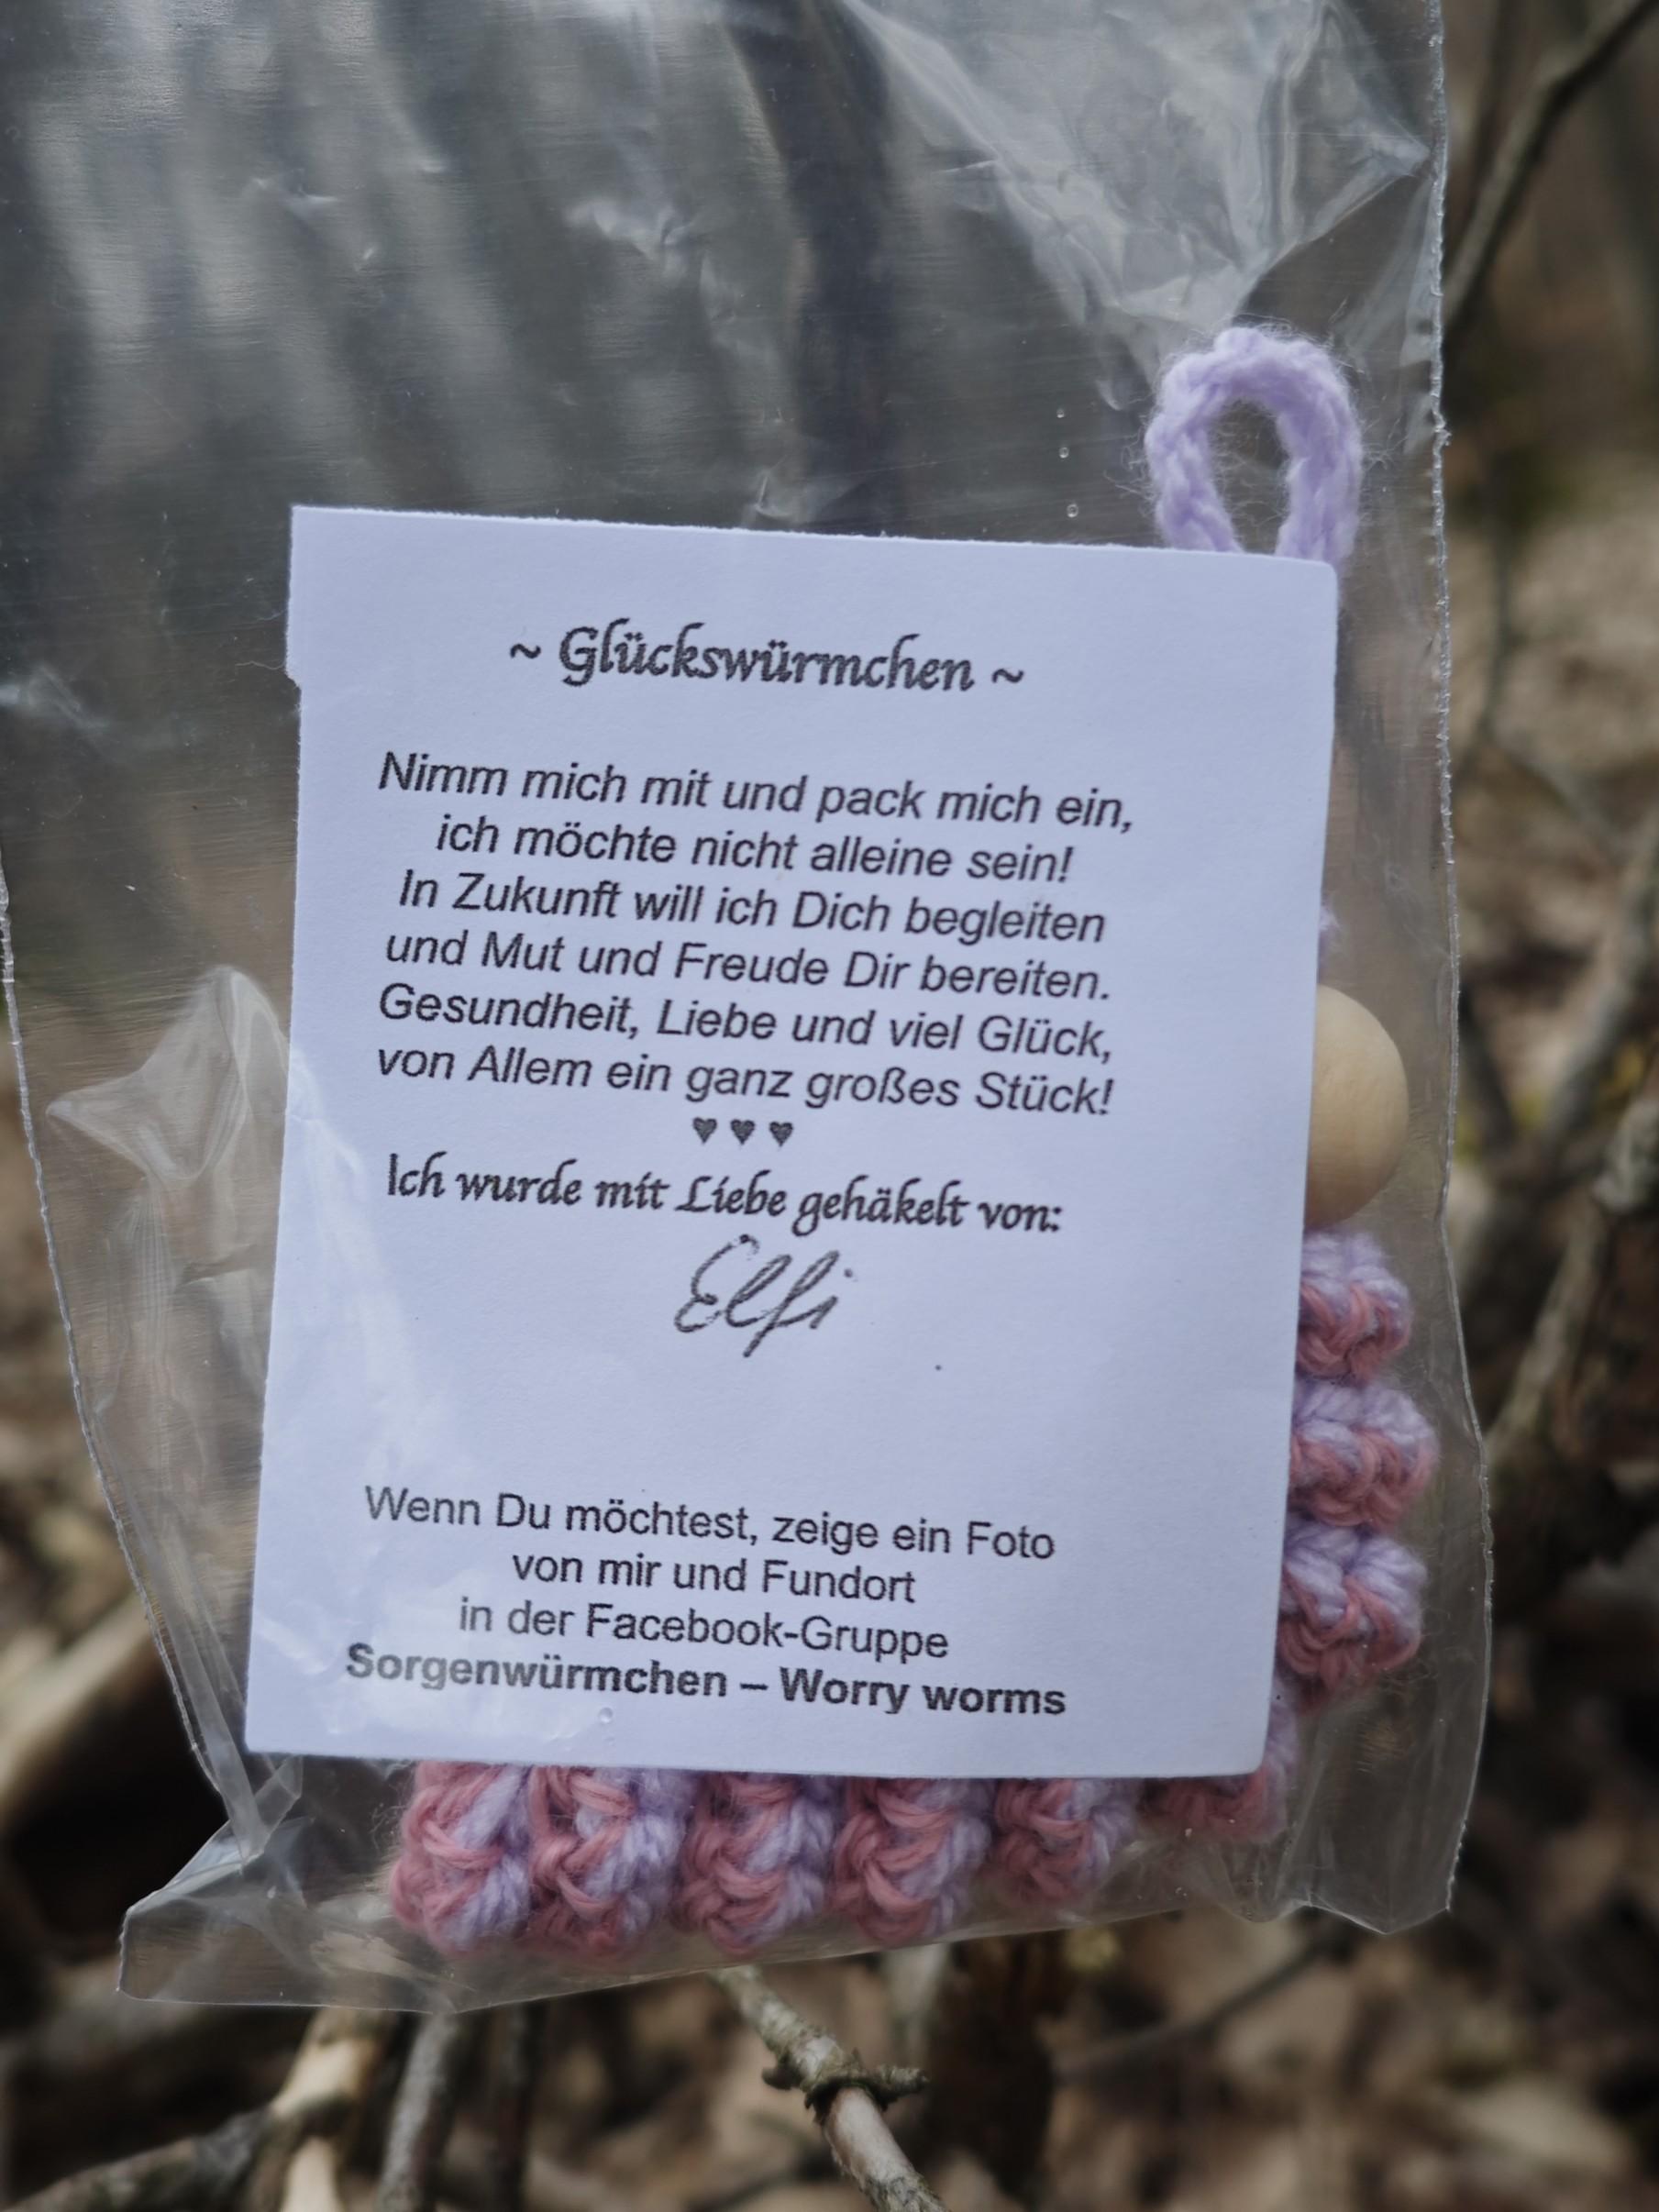 ~ Glückswürmchen ~
Nimm mich mit und pack mich ein,
ich möchte nicht alleine sein!
In Zukunft will ich Dich begleiten
und Mut und Freude Dir bereiten.
Gesundheit, Liebe und viel Glück,
von Allem ein ganz großes Stück!
♥ ♥ ♥
Ich wurde mit Liebe gehäkelt von:
Elfi
Wenn Du möchtest, zeige ein Foto
von mir und Fundort
in der Facebook-Gruppe
Sorgenwürmchen – Worry worms